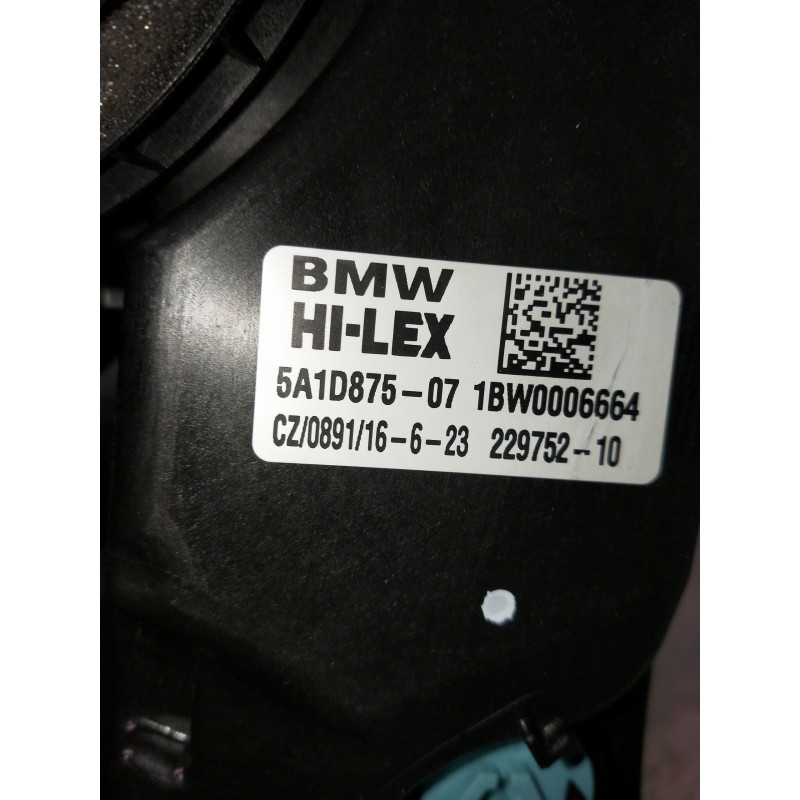 BMW
HI-LEX
5A1D875-07 1BW0006664
CZ/0891/16-6-23 229752-10